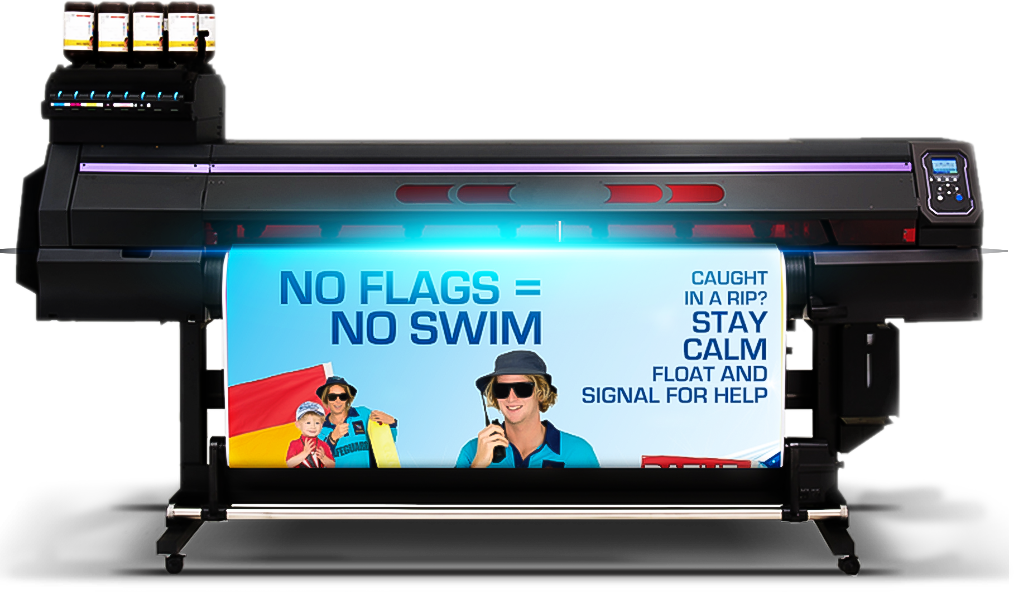 NO FLAGS =
NO SWIM
CAUGHT
IN A RIP?
STAY
CALM
FLOAT AND
SIGNAL FOR HELP